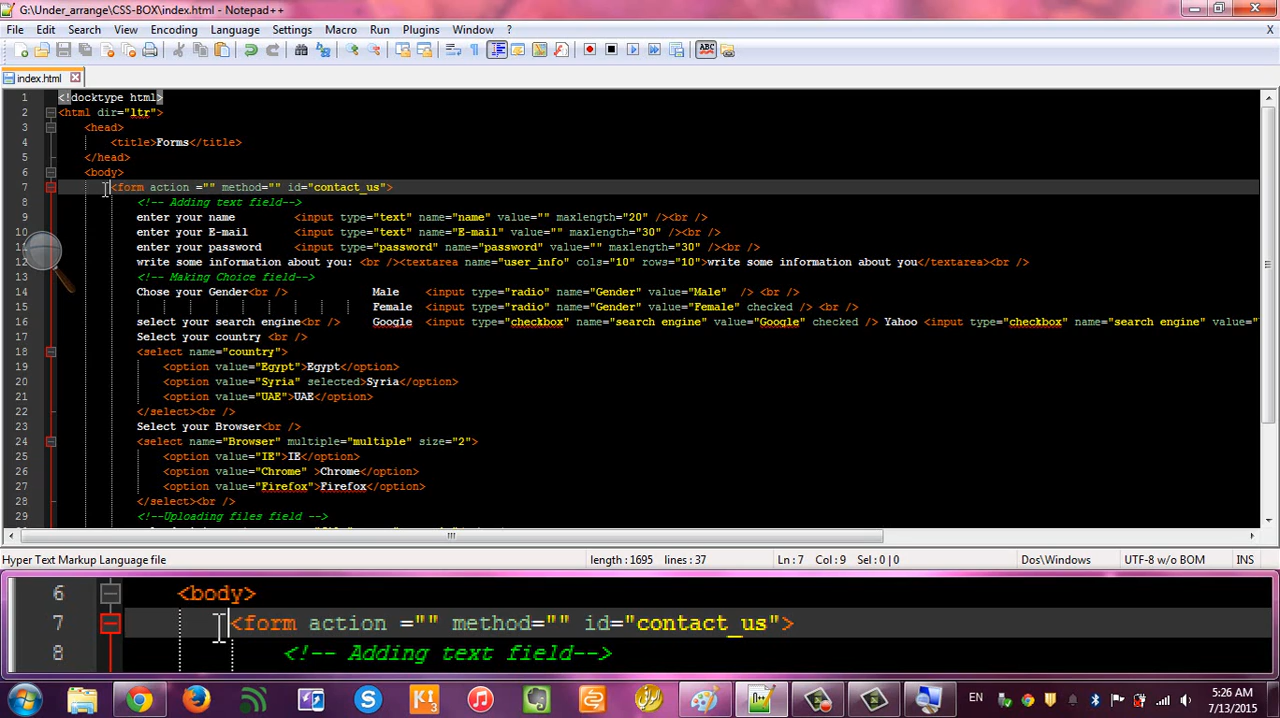 G:\Under_arrange\CSS-BOX\index.html - Notepad++
File Edit Search View Encoding Language Settings Macro Run Plugins Window ? X
index.html
1 <!docktype html>
2 <html dir="ltr">
3 <head>
4 <title>Forms</title>
5 </head>
6 <body>
7 <form action ="" method="" id="contact_us">
8 <!-- Adding text field-->
9 enter your name <input type="text" name="name" value="" maxlength="20" /><br />
10 enter your E-mail <input type="text" name="E-mail" value="" maxlength="30" /><br />
11 enter your password <input type="password" name="password" value="" maxlength="30" /><br />
12 write some information about you: <br /><textarea name="user_info" cols="10" rows="10">write some information about you</textarea><br />
13 <!-- Making Choice field-->
14 Chose your Gender<br /> Male <input type="radio" name="Gender" value="Male" /> <br />
15 Female <input type="radio" name="Gender" value="Female" checked /> <br />
16 select your search engine<br /> Google <input type="checkbox" name="search engine" value="Google" checked /> Yahoo <input type="checkbox" name="search engine" value="
17 Select your country <br />
18 <select name="country">
19 <option value="Egypt">Egypt</option>
20 <option value="Syria" selected>Syria</option>
21 <option value="UAE">UAE</option>
22 </select><br />
23 Select your Browser<br />
24 <select name="Browser" multiple="multiple" size="2">
25 <option value="IE">IE</option>
26 <option value="Chrome" >Chrome</option>
27 <option value="Firefox">Firefox</option>
28 </select><br />
29 <!--Uploading files field -->
Hyper Text Markup Language file length : 1695 lines : 37 Ln : 7 Col : 9 Sel : 0 | 0 Dos\Windows UTF-8 w/o BOM INS
6 <body>
7 <form action ="" method="" id="contact_us">
8 <!-- Adding text field-->
EN 5:26 AM
7/13/2015